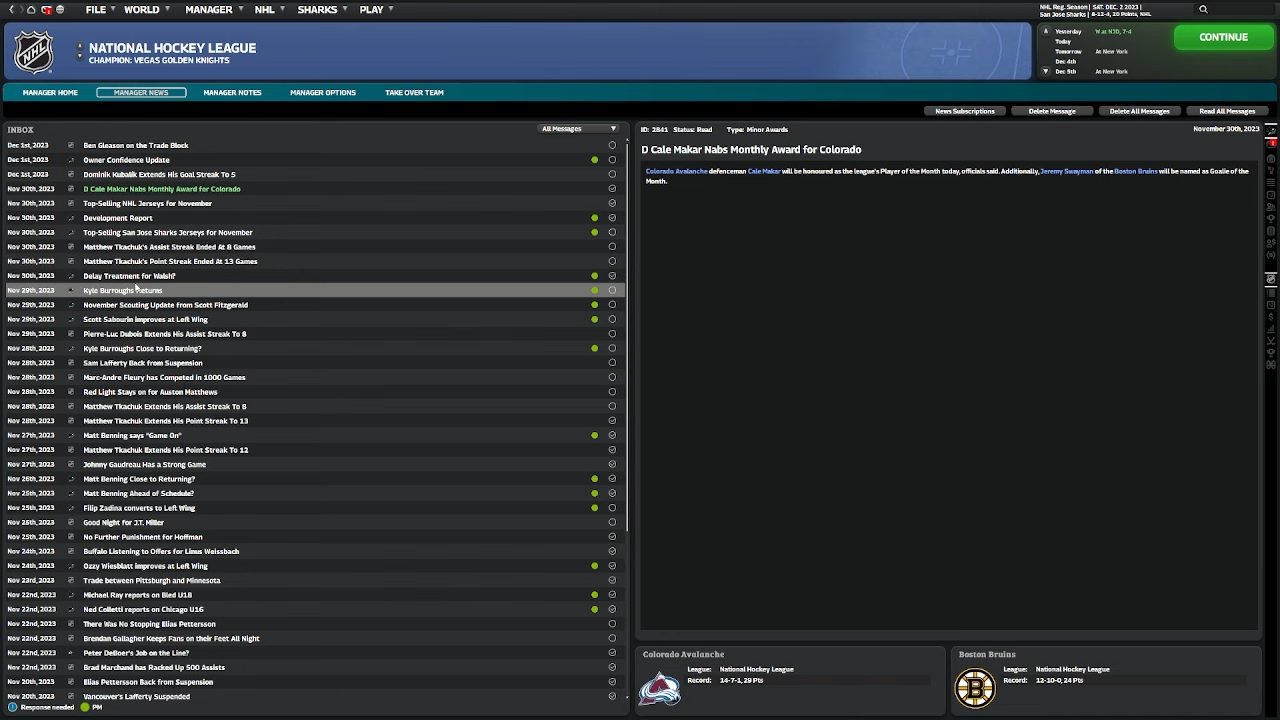 FILE WORLD MANAGER NHL SHARKS PLAY
NHL Reg. Season | SAT. DEC. 2 2023 |
San Jose Sharks | 8-12-4, 20 Points, NHL
NHL
NATIONAL HOCKEY LEAGUE
CHAMPION: VEGAS GOLDEN KNIGHTS
Yesterday W at NJD, 7-4
Today
Tomorrow At New York
Dec 4th
Dec 5th At New York
CONTINUE
MANAGER HOME MANAGER NEWS MANAGER NOTES MANAGER OPTIONS TAKE OVER TEAM
News Subscriptions Delete Message Delete All Messages Read All Messages
INBOX All Messages
Dec 1st, 2023 Ben Gleason on the Trade Block
Dec 1st, 2023 Owner Confidence Update
Dec 1st, 2023 Dominik Kubalik Extends His Goal Streak To 5
Nov 30th, 2023 D Cale Makar Nabs Monthly Award for Colorado
Nov 30th, 2023 Top-Selling NHL Jerseys for November
Nov 30th, 2023 Development Report
Nov 30th, 2023 Top-Selling San Jose Sharks Jerseys for November
Nov 30th, 2023 Matthew Tkachuk's Assist Streak Ended At 8 Games
Nov 30th, 2023 Matthew Tkachuk's Point Streak Ended At 13 Games
Nov 30th, 2023 Delay Treatment for Walsh?
Nov 29th, 2023 Kyle Burroughs Returns
Nov 29th, 2023 November Scouting Update from Scott Fitzgerald
Nov 29th, 2023 Scott Sabourin improves at Left Wing
Nov 29th, 2023 Pierre-Luc Dubois Extends His Assist Streak To 8
Nov 28th, 2023 Kyle Burroughs Close to Returning?
Nov 28th, 2023 Sam Lafferty Back from Suspension
Nov 28th, 2023 Marc-Andre Fleury has Competed in 1000 Games
Nov 28th, 2023 Red Light Stays on for Auston Matthews
Nov 28th, 2023 Matthew Tkachuk Extends His Assist Streak To 8
Nov 28th, 2023 Matthew Tkachuk Extends His Point Streak To 13
Nov 27th, 2023 Matt Benning says "Game On"
Nov 27th, 2023 Matthew Tkachuk Extends His Point Streak To 12
Nov 27th, 2023 Johnny Gaudreau Has a Strong Game
Nov 26th, 2023 Matt Benning Close to Returning?
Nov 25th, 2023 Matt Benning Ahead of Schedule?
Nov 25th, 2023 Filip Zadina converts to Left Wing
Nov 25th, 2023 Good Night for J.T. Miller
Nov 25th, 2023 No Further Punishment for Hoffman
Nov 24th, 2023 Buffalo Listening to Offers for Linus Weissbach
Nov 24th, 2023 Ozzy Wiesblatt improves at Left Wing
Nov 23rd, 2023 Trade between Pittsburgh and Minnesota
Nov 22nd, 2023 Michael Ray reports on Bled U18
Nov 22nd, 2023 Ned Colletti reports on Chicago U16
Nov 22nd, 2023 There Was No Stopping Elias Pettersson
Nov 22nd, 2023 Brendan Gallagher Keeps Fans on their Feet All Night
Nov 22nd, 2023 Peter DeBoer's Job on the Line?
Nov 22nd, 2023 Brad Marchand has Racked Up 500 Assists
Nov 20th, 2023 Elias Pettersson Back from Suspension
Nov 20th, 2023 Vancouver's Lafferty Suspended
Response needed PM
ID: 2841 Status: Read Type: Minor Awards November 30th, 2023
D Cale Makar Nabs Monthly Award for Colorado
Colorado Avalanche defenceman Cale Makar will be honoured as the league's Player of the Month today, officials said. Additionally, Jeremy Swayman of the Boston Bruins will be named as Goalie of the
Month.
Colorado Avalanche
League: National Hockey League
Record: 14-7-1, 29 Pts
Boston Bruins
League: National Hockey League
Record: 12-10-0, 24 Pts